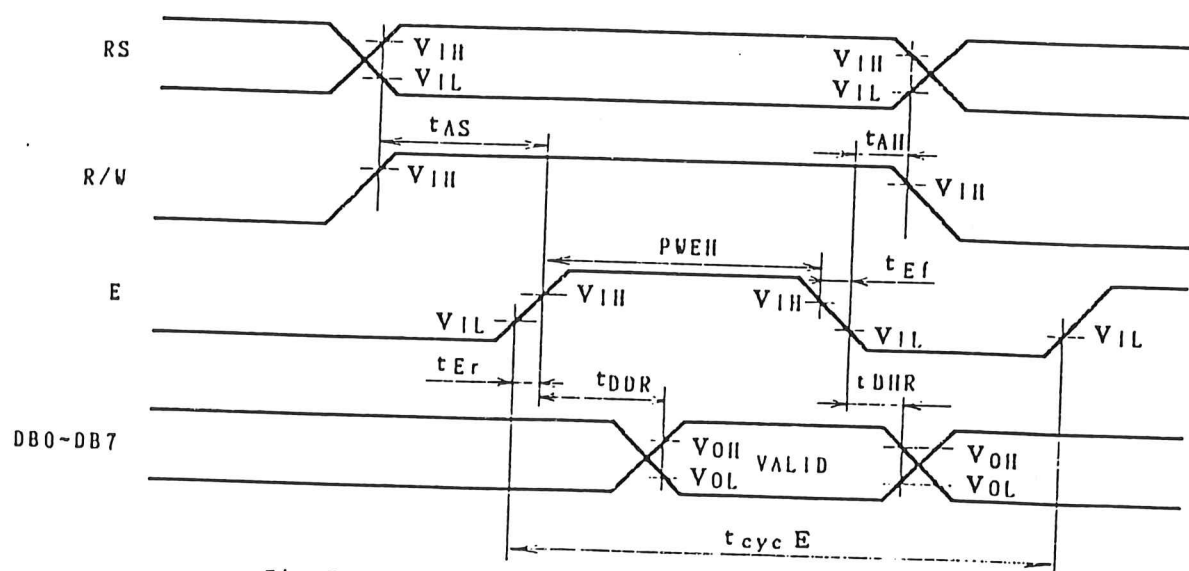 RS
VIH
VIL
VIH
VIL
tAS
tAH
R/W
VIH
VIH
PWEH
tEf
E
VIH
VIH
VIL
VIL
VIL
tEr
tDDR
tDHR
DB0~DB7
VOH
VOL
VALID
VOH
VOL
tcyc E